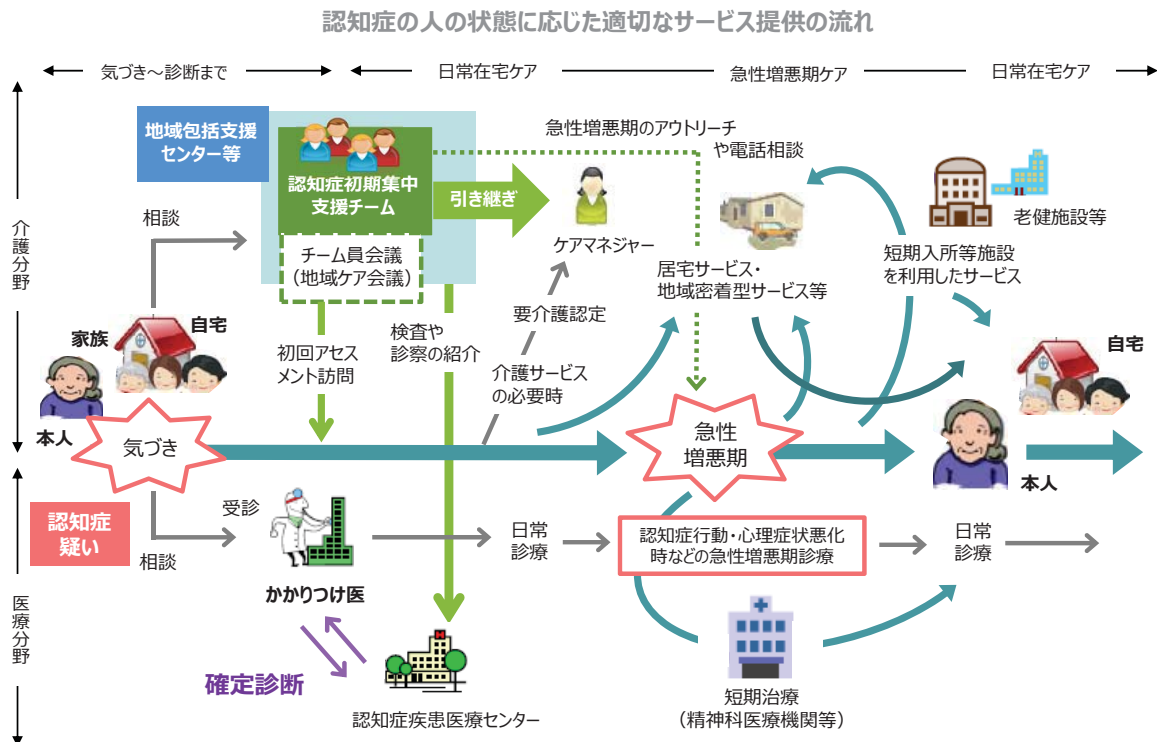 認知症の人の状態に応じた適切なサービス提供の流れ
気づき～診断まで
日常在宅ケア
急性増悪期ケア
日常在宅ケア
介護分野
地域包括支援
センター等
認知症初期集中
支援チーム
チーム員会議
（地域ケア会議）
引き継ぎ
急性増悪期のアウトリーチ
や電話相談
ケアマネジャー
居宅サービス・
地域密着型サービス等
老健施設等
短期入所等施設
を利用したサービス
相談
家族
自宅
本人
気づき
初回アセス
メント訪問
検査や
診察の紹介
要介護認定
介護サービス
の必要時
急性
増悪期
自宅
本人
医療分野
認知症
疑い
受診
相談
かかりつけ医
日常
診療
認知症行動・心理症状悪化
時などの急性増悪期診療
日常
診療
確定診断
認知症疾患医療センター
短期治療
（精神科医療機関等）